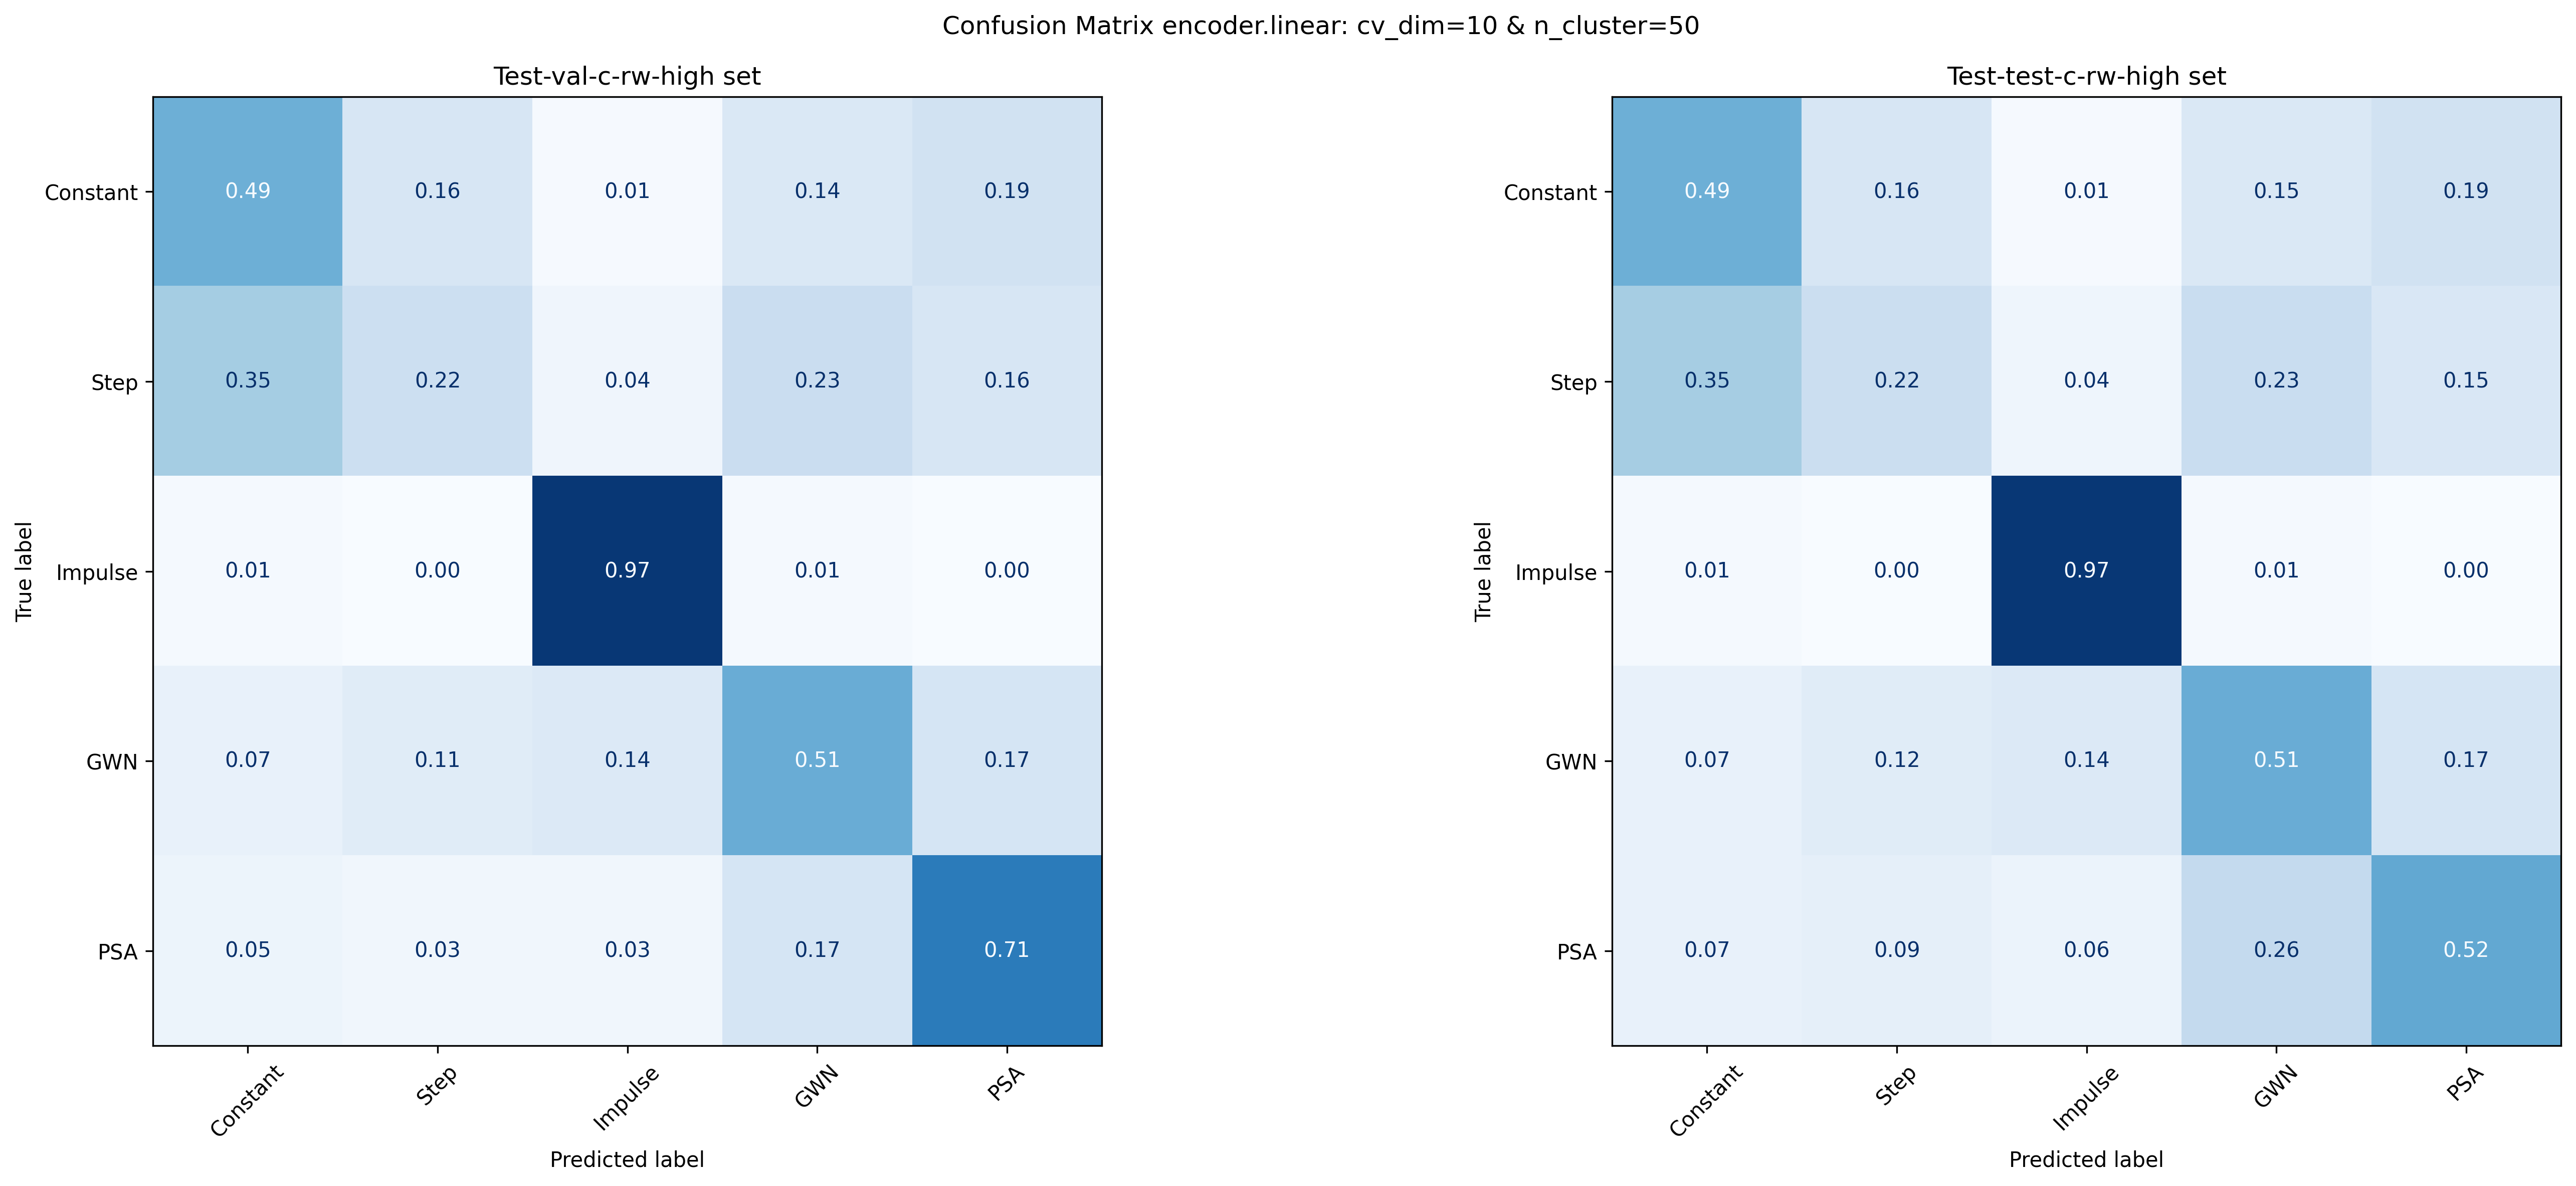 Confusion Matrix encoder.linear: cv_dim=10 & n_cluster=50
Test-val-c-rw-high set
True label
Constant 0.49 0.16 0.01 0.14 0.19
Step 0.35 0.22 0.04 0.23 0.16
Impulse 0.01 0.00 0.97 0.01 0.00
GWN 0.07 0.11 0.14 0.51 0.17
PSA 0.05 0.03 0.03 0.17 0.71
Constant Step Impulse GWN PSA
Predicted label
Test-test-c-rw-high set
True label
Constant 0.49 0.16 0.01 0.15 0.19
Step 0.35 0.22 0.04 0.23 0.15
Impulse 0.01 0.00 0.97 0.01 0.00
GWN 0.07 0.12 0.14 0.51 0.17
PSA 0.07 0.09 0.06 0.26 0.52
Constant Step Impulse GWN PSA
Predicted label